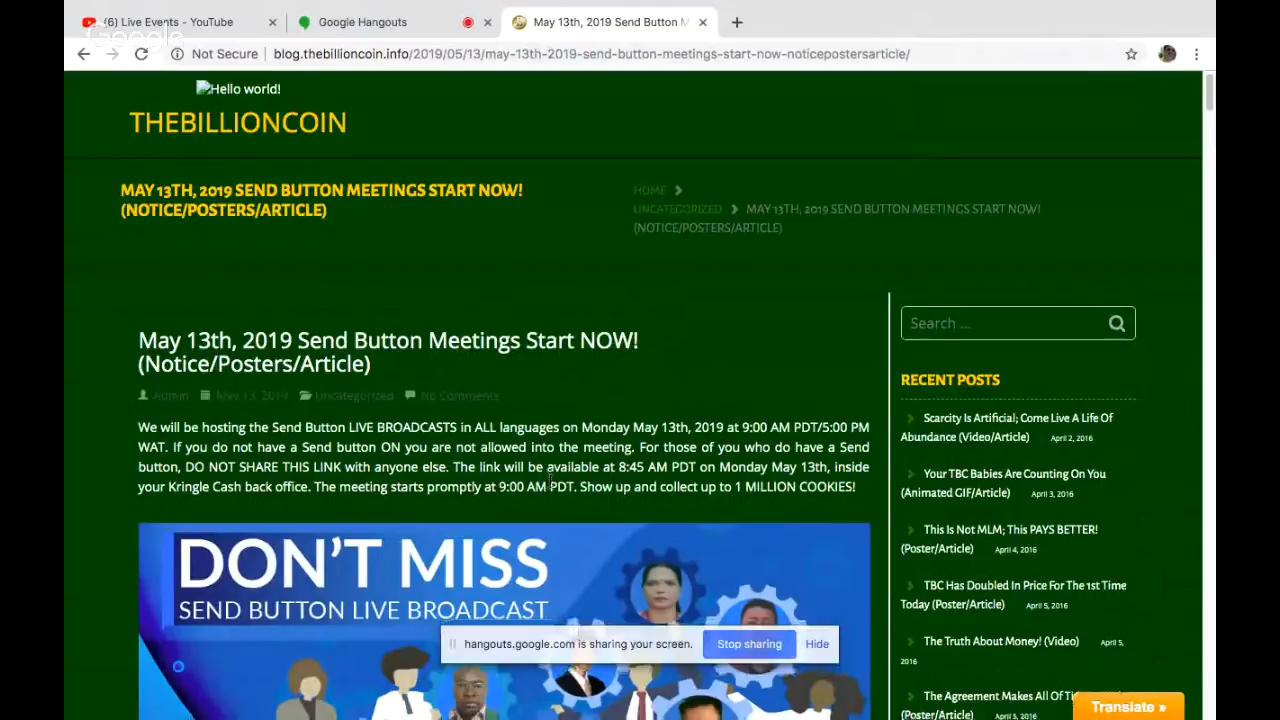 (6) Live Events - YouTube
Google Hangouts
May 13th, 2019 Send Button M
Google
Not Secure
blog.thebillioncoin.info/2019/05/13/may-13th-2019-send-button-meetings-start-now-noticepostersarticle/
Hello world!
THEBILLIONCOIN
MAY 13TH, 2019 SEND BUTTON MEETINGS START NOW!
(NOTICE/POSTERS/ARTICLE)
HOME
UNCATEGORIZED
MAY 13TH, 2019 SEND BUTTON MEETINGS START NOW!
(NOTICE/POSTERS/ARTICLE)
May 13th, 2019 Send Button Meetings Start NOW!
(Notice/Posters/Article)
Admin May 13, 2019 Uncategorized No Comments
We will be hosting the Send Button LIVE BROADCASTS in ALL languages on Monday May 13th, 2019 at 9:00 AM PDT/5:00 PM
WAT. If you do not have a Send button ON you are not allowed into the meeting. For those of you who do have a Send
button, DO NOT SHARE THIS LINK with anyone else. The link will be available at 8:45 AM PDT on Monday May 13th, inside
your Kringle Cash back office. The meeting starts promptly at 9:00 AM PDT. Show up and collect up to 1 MILLION COOKIES!
DON'T MISS
SEND BUTTON LIVE BROADCAST
hangouts.google.com is sharing your screen.
Stop sharing
Hide
Search ...
RECENT POSTS
Scarcity Is Artificial; Come Live A Life Of
Abundance (Video/Article) April 2, 2016
Your TBC Babies Are Counting On You
(Animated GIF/Article) April 3, 2016
This Is Not MLM; This PAYS BETTER!
(Poster/Article) April 4, 2016
TBC Has Doubled In Price For The 1st Time
Today (Poster/Article) April 5, 2016
The Truth About Money! (Video) April 5,
2016
The Agreement Makes All Of
(Poster/Article) April 5, 2016
Translate »